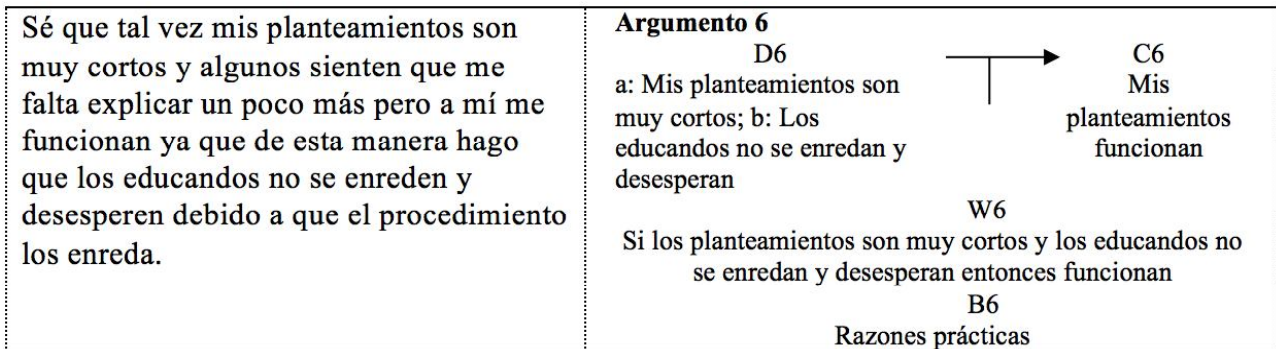 Sé que tal vez mis planteamientos son
muy cortos y algunos sienten que me
falta explicar un poco más pero a mí me
funcionan ya que de esta manera hago
que los educandos no se enreden y
desesperen debido a que el procedimiento
los enreda.
Argumento 6
D6
a: Mis planteamientos son
muy cortos; b: Los
educandos no se enredan y
desesperan
C6
Mis
planteamientos
funcionan
W6
Si los planteamientos son muy cortos y los educandos no
se enredan y desesperan entonces funcionan
B6
Razones prácticas